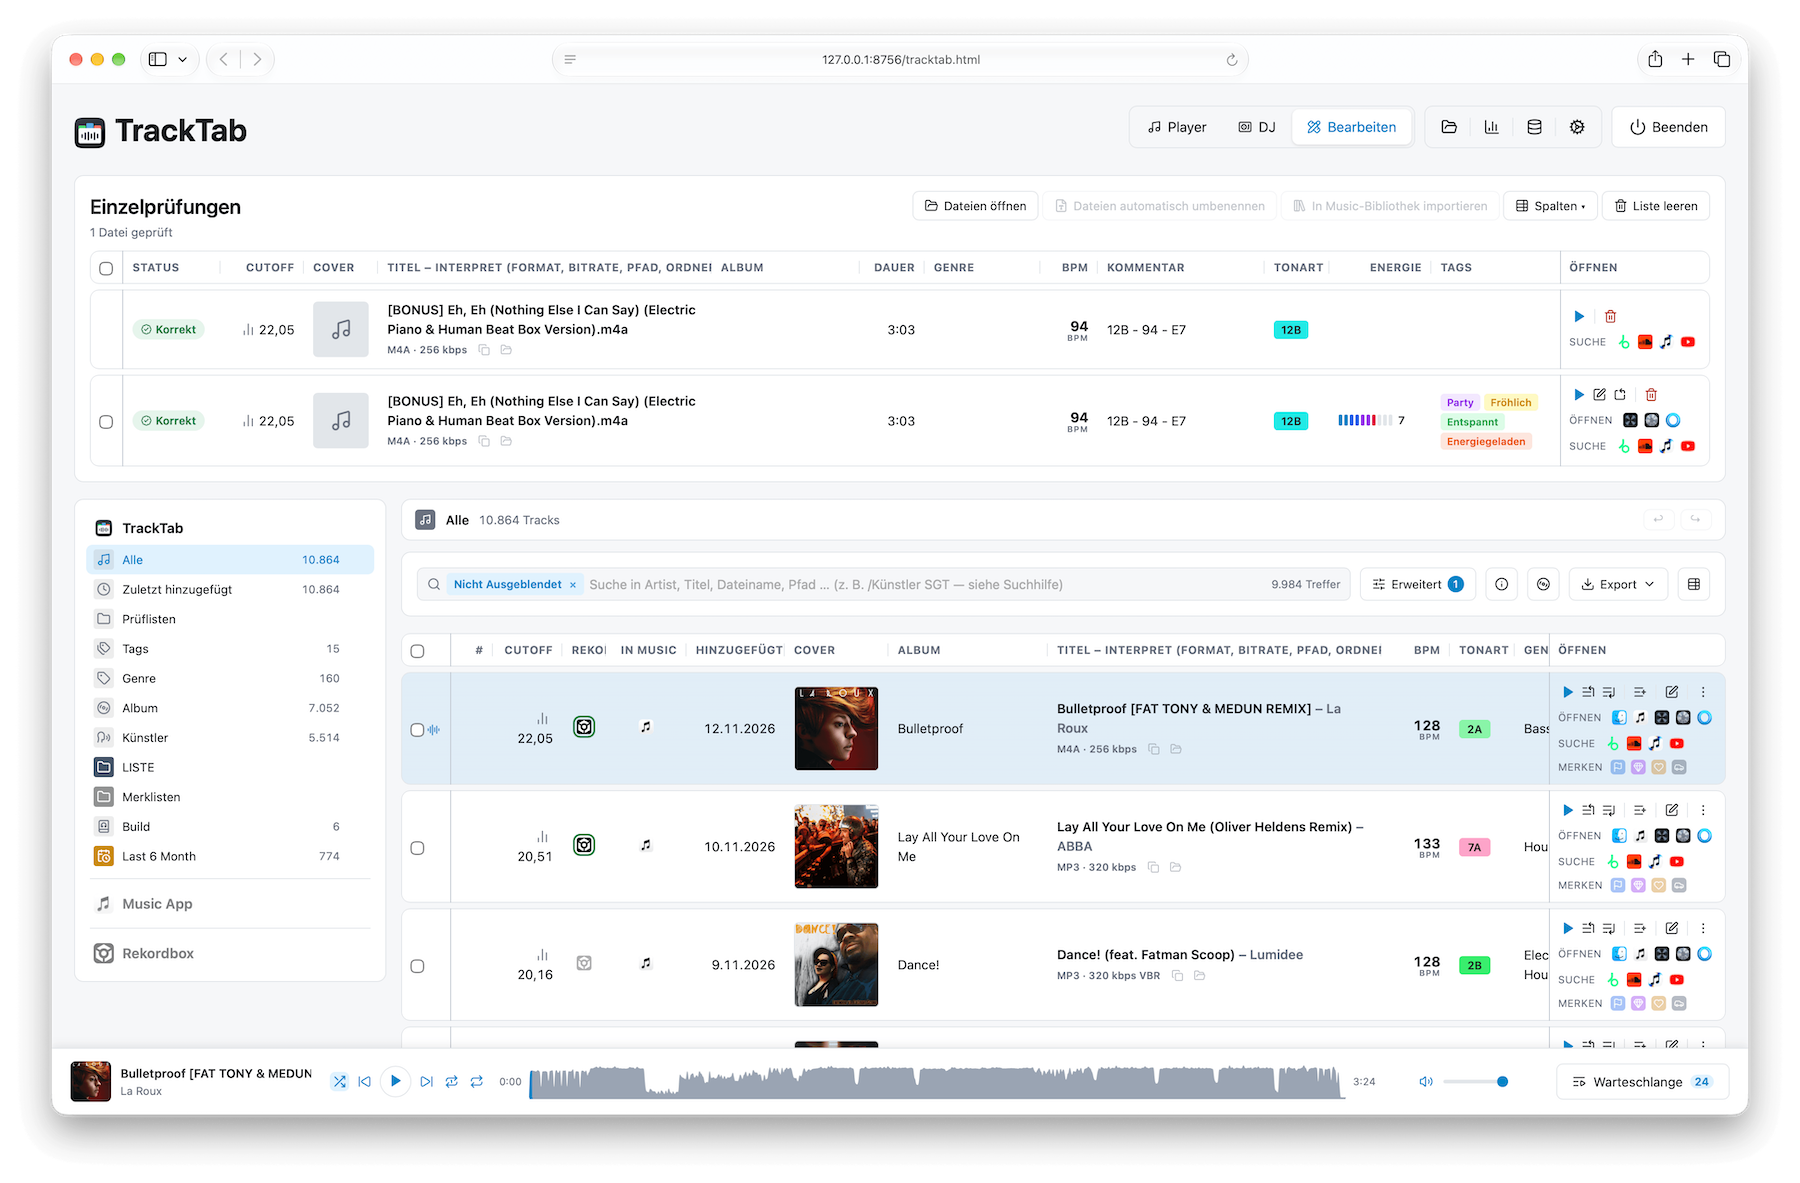 127.0.0.1:8756/tracktab.html
TrackTab
Player
DJ
Bearbeiten
Beenden
Einzelprüfungen
1 Datei geprüft
Dateien öffnen
Dateien automatisch umbenennen
In Music-Bibliothek importieren
Spalten
Liste leeren
STATUS CUTOFF COVER TITEL – INTERPRET (FORMAT, BITRATE, PFAD, ORDNEI ALBUM DAUER GENRE BPM KOMMENTAR TONART ENERGIE TAGS ÖFFNEN
Korrekt
22,05
[BONUS] Eh, Eh (Nothing Else I Can Say) (Electric
Piano & Human Beat Box Version).m4a
M4A · 256 kbps
3:03
94
BPM
12B - 94 - E7
12B
SUCHE
Korrekt
22,05
[BONUS] Eh, Eh (Nothing Else I Can Say) (Electric
Piano & Human Beat Box Version).m4a
M4A · 256 kbps
3:03
94
BPM
12B - 94 - E7
12B
7
Party Fröhlich
Entspannt
Energiegeladen
ÖFFNEN
SUCHE
TrackTab
Alle 10.864
Zuletzt hinzugefügt 10.864
Prüflisten
Tags 15
Genre 160
Album 7.052
Künstler 5.514
LISTE
Merklisten
Build 6
Last 6 Month 774
Music App
Rekordbox
Alle 10.864 Tracks
Nicht Ausgeblendet × Suche in Artist, Titel, Dateiname, Pfad ... (z. B. /Künstler SGT — siehe Suchhilfe) 9.984 Treffer
Erweitert 1
Export
# CUTOFF REKOI IN MUSIC HINZUGEFÜGT COVER ALBUM TITEL – INTERPRET (FORMAT, BITRATE, PFAD, ORDNEI BPM TONART GEN ÖFFNEN
22,05
12.11.2026
LA ROUX
Bulletproof
Bulletproof [FAT TONY & MEDUN REMIX] – La
Roux
M4A · 256 kbps
128
BPM
2A
Bass
ÖFFNEN
SUCHE
MERKEN
20,51
10.11.2026
Lay All Your Love On
Me
Lay All Your Love On Me (Oliver Heldens Remix) –
ABBA
MP3 · 320 kbps
133
BPM
7A
Hou
ÖFFNEN
SUCHE
MERKEN
20,16
9.11.2026
DANCE!
Dance!
Dance! (feat. Fatman Scoop) – Lumidee
MP3 · 320 kbps VBR
128
BPM
2B
Elec
Hou
ÖFFNEN
SUCHE
MERKEN
Bulletproof [FAT TONY & MEDUN
La Roux
0:00
3:24
Warteschlange 24